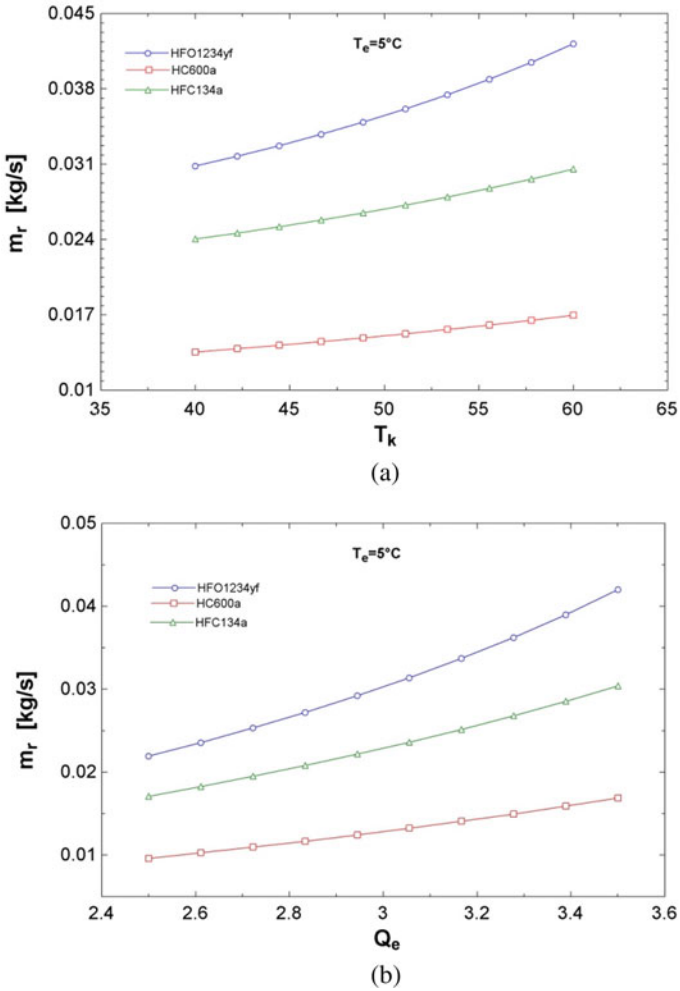 0.045
T_e=5°C
HFO1234yf
HC600a
HFC134a
0.038
0.031
0.024
0.017
0.01
m_r [kg/s]
35 40 45 50 55 60 65
T_k
(a)
0.05
T_e=5°C
HFO1234yf
HC600a
HFC134a
0.04
0.03
0.02
0.01
m_r [kg/s]
2.4 2.6 2.8 3 3.2 3.4 3.6
Q_e
(b)